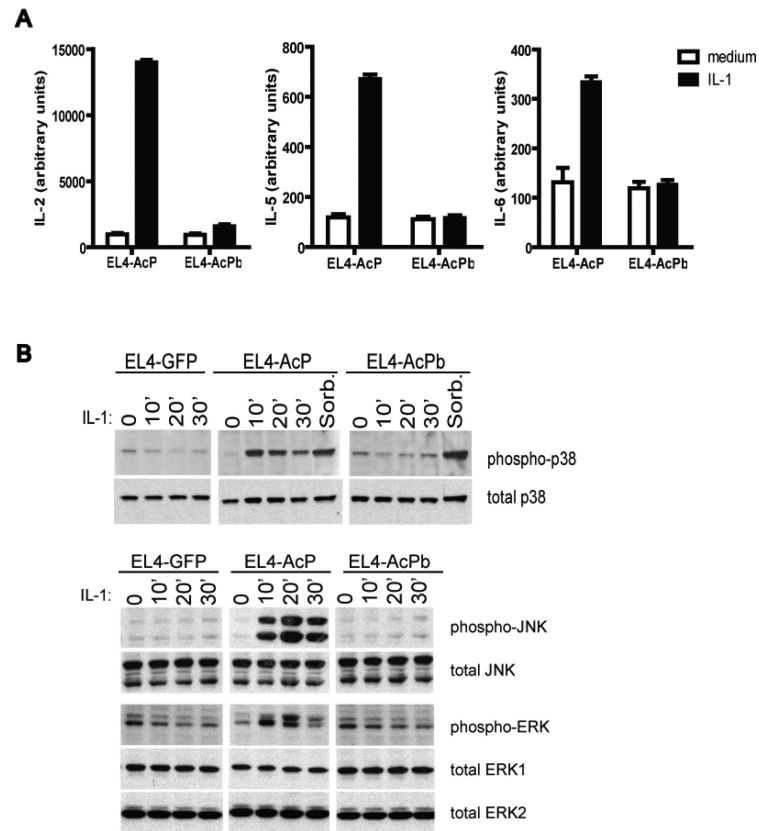 A
IL-2 (arbitrary units)
15000
10000
5000
0
EL4-AcP EL4-AcPb
IL-5 (arbitrary units)
800
600
400
200
0
EL4-AcP EL4-AcPb
IL-6 (arbitrary units)
400
300
200
100
0
EL4-AcP EL4-AcPb
medium
IL-1
B
EL4-GFP EL4-AcP EL4-AcPb
IL-1: 0 10' 20' 30' 0 10' 20' 30' Sorb. 0 10' 20' 30' Sorb.
phospho-p38
total p38
EL4-GFP EL4-AcP EL4-AcPb
IL-1: 0 10' 20' 30' 0 10' 20' 30' 0 10' 20' 30'
phospho-JNK
total JNK
phospho-ERK
total ERK1
total ERK2